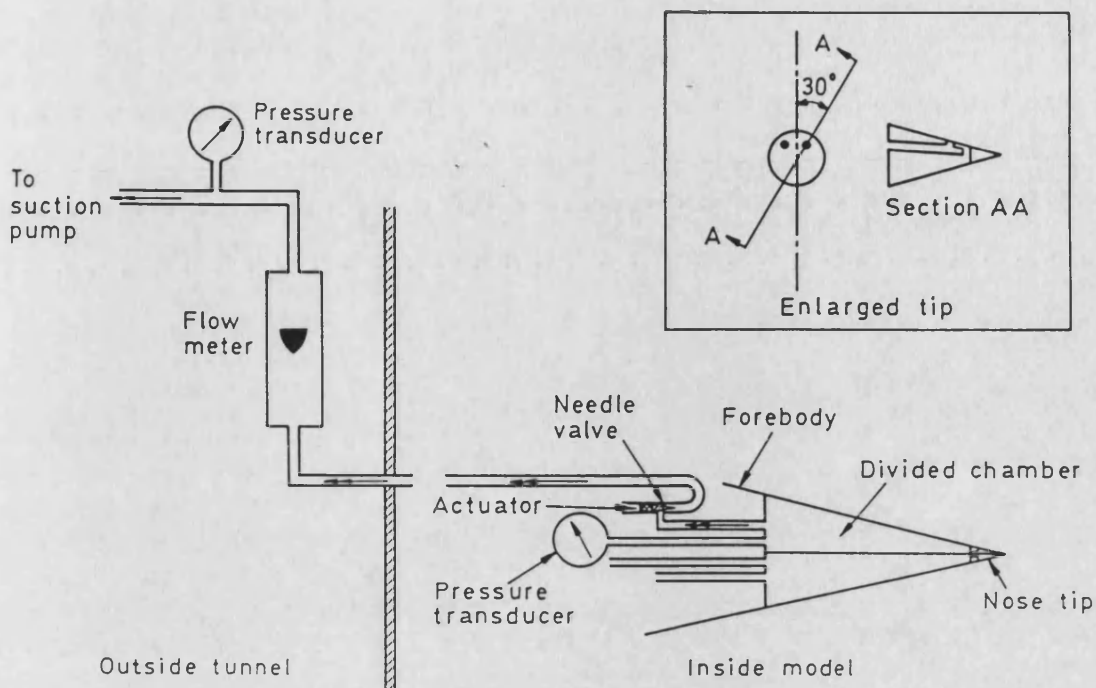 Pressure
transducer
To
suction
pump
Flow
meter
A
30°
A
Section AA
Enlarged tip
Needle
valve
Forebody
Divided chamber
Actuator
Pressure
transducer
Nose tip
Outside tunnel
Inside model